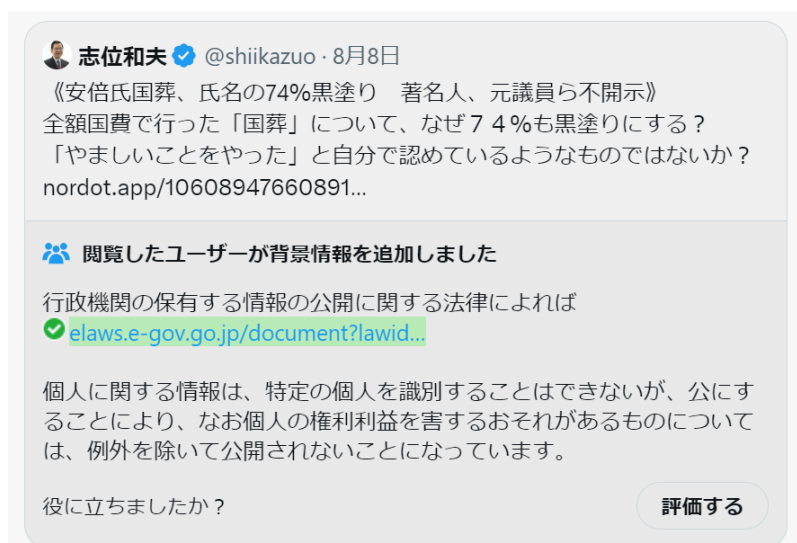 志位和夫 @shiikazuo · 8月8日
《安倍氏国葬、氏名の74%黒塗り　著名人、元議員ら不開示》
全額国費で行った「国葬」について、なぜ７４%も黒塗りにする？
「やましいことをやった」と自分で認めているようなものではないか？
nordot.app/10608947660891...
閲覧したユーザーが背景情報を追加しました
行政機関の保有する情報の公開に関する法律によれば
elaws.e-gov.go.jp/document?lawid...
個人に関する情報は、特定の個人を識別することはできないが、公にす
ることにより、なお個人の権利利益を害するおそれがあるものについて
は、例外を除いて公開されないことになっています。
役に立ちましたか？
評価する